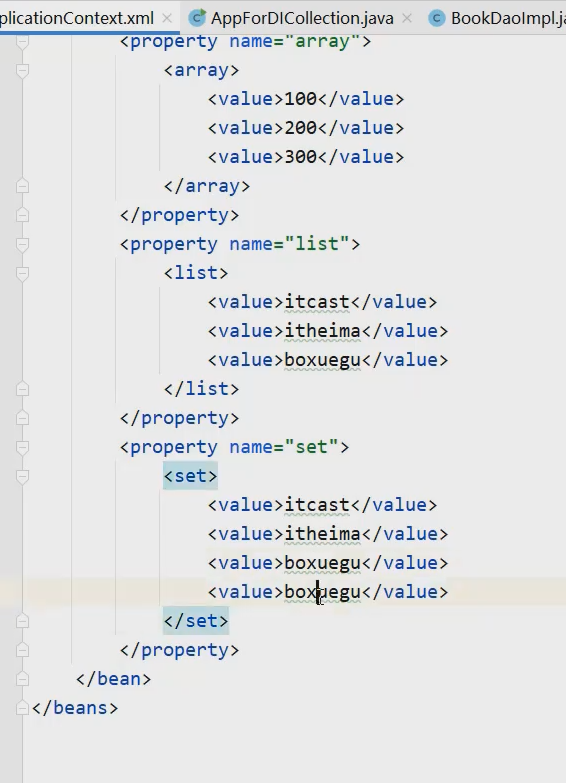 plicationContext.xml AppForDICollection.java BookDaoImpl.ja
<property name="array">
<array>
<value>100</value>
<value>200</value>
<value>300</value>
</array>
</property>
<property name="list">
<list>
<value>itcast</value>
<value>itheima</value>
<value>boxuegu</value>
</list>
</property>
<property name="set">
<set>
<value>itcast</value>
<value>itheima</value>
<value>boxuegu</value>
<value>boxuegu</value>
</set>
</property>
</bean>
</beans>